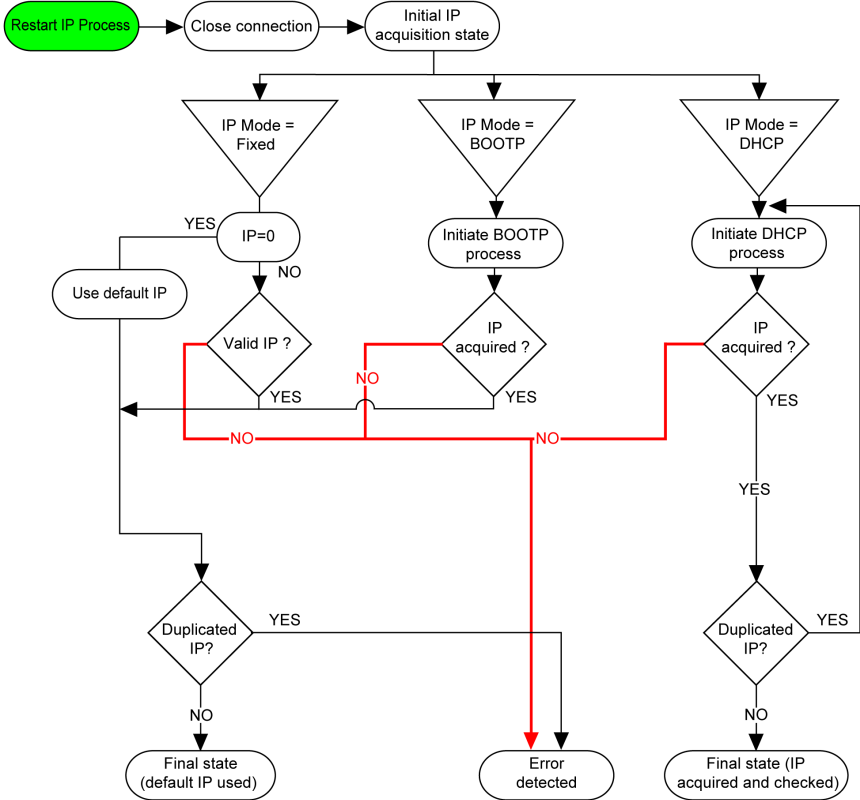 Restart IP Process
Close connection
Initial IP
acquisition state
IP Mode =
Fixed
IP Mode =
BOOTP
IP Mode =
DHCP
YES
IP=0
NO
Initiate BOOTP
process
Initiate DHCP
process
Use default IP
Valid IP ?
IP
acquired ?
IP
acquired ?
NO
YES
YES
YES
NO
NO
YES
Duplicated
IP?
YES
Duplicated
IP?
YES
NO
NO
Final state
(default IP used)
Error
detected
Final state (IP
acquired and checked)